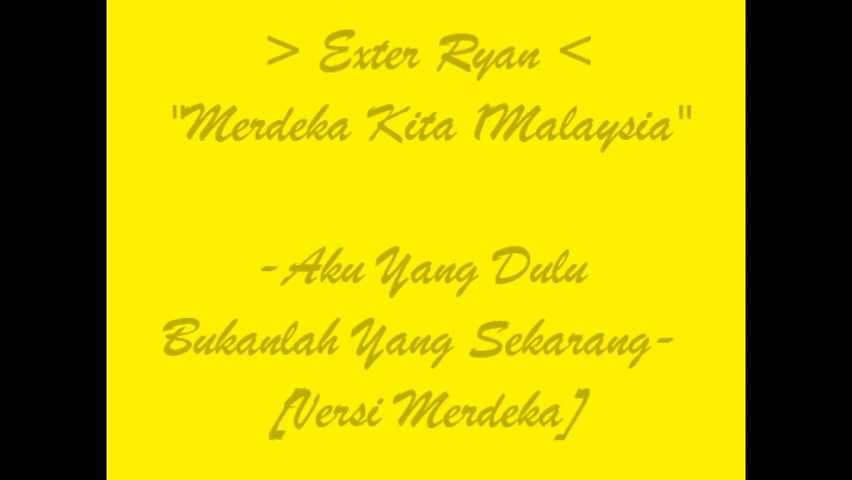 > Exter Ryan <
"Merdeka Kita 1Malaysia"
-Aku Yang Dulu
Bukanlah Yang Sekarang-
[Versi Merdeka]